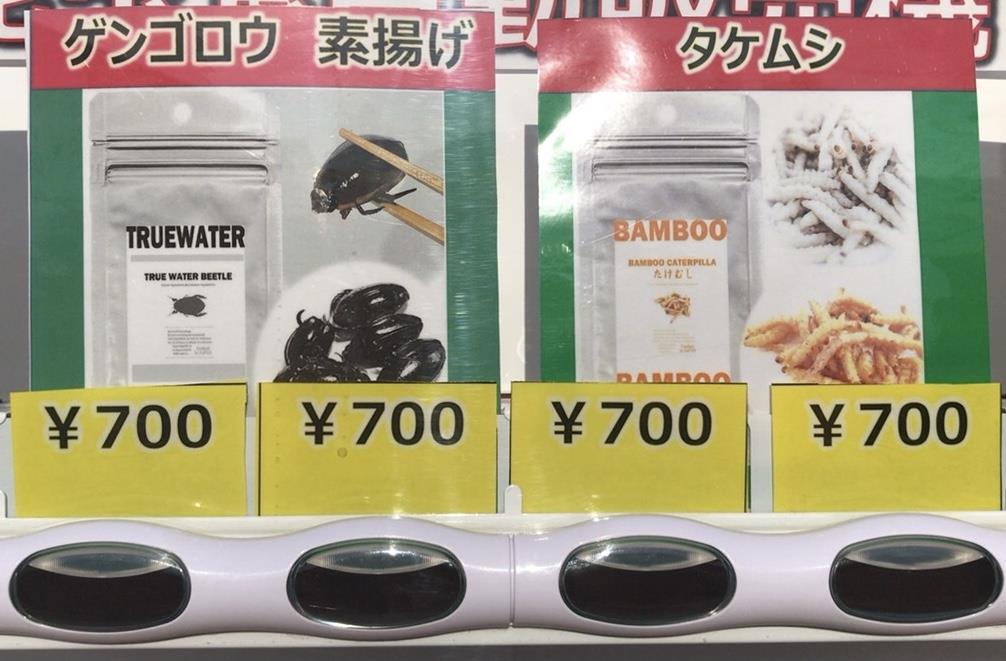 ゲンゴロウ 素揚げ
TRUEWATER
TRUE WATER BEETLE
タケムシ
BAMBOO
BAMBOO CATERPILLA
たけむし
BAMBOO
¥700
¥700
¥700
¥700